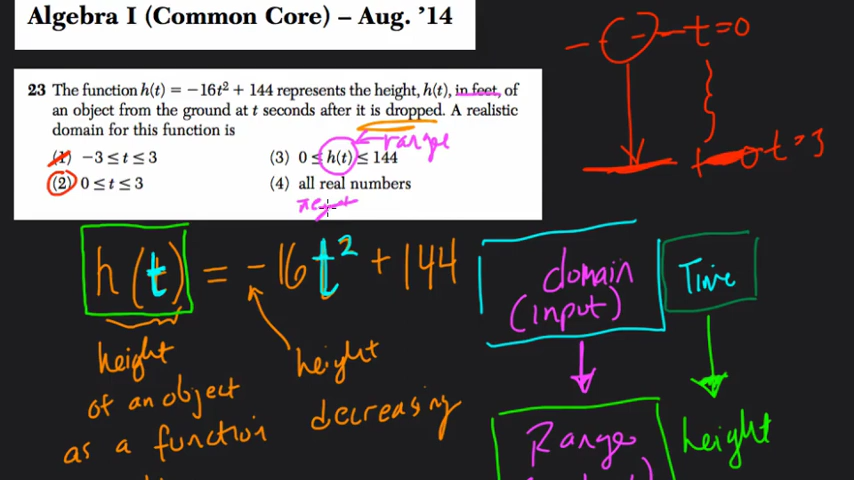 Algebra I (Common Core) – Aug. ’14
23 The function h(t) = −16t² + 144 represents the height, h(t), in feet, of
an object from the ground at t seconds after it is dropped. A realistic
domain for this function is
(1) −3 ≤ t ≤ 3
(3) 0 ≤ h(t) ≤ 144
range
(2) 0 ≤ t ≤ 3
(4) all real numbers
t=0
t=3
h(t) = −16t² + 144
domain
(input)
Time
height
of an object
as a function
height
decreasing
Range
height